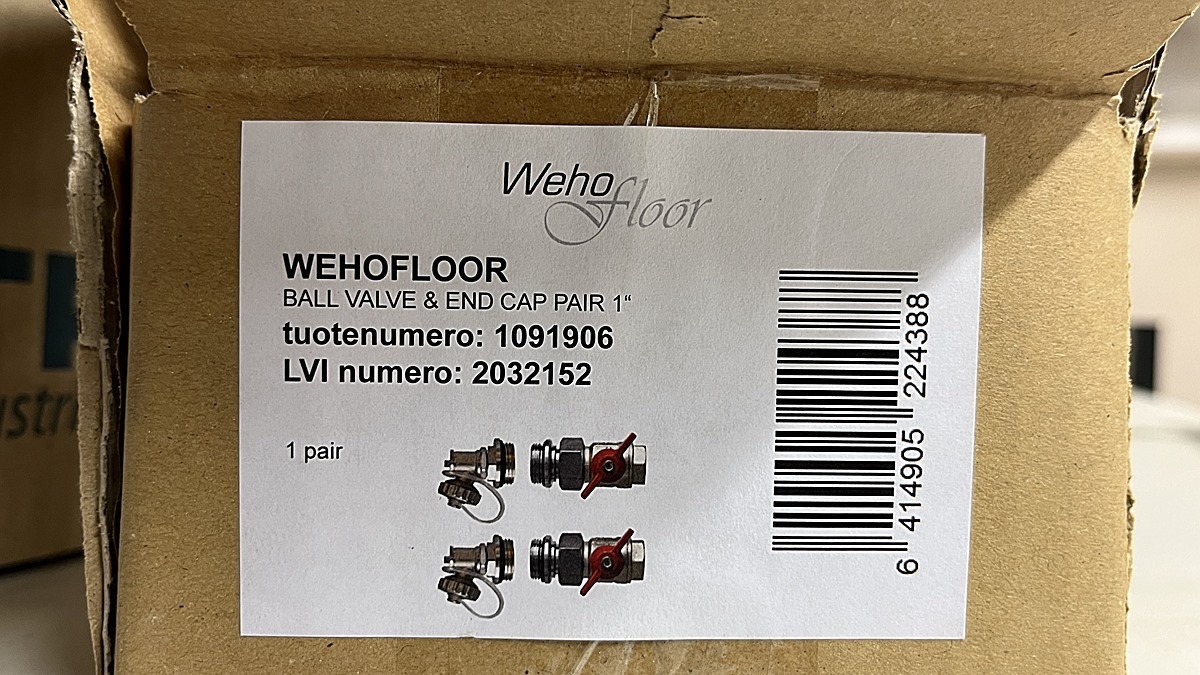 Weho
floor
WEHOFLOOR
BALL VALVE & END CAP PAIR 1“
tuotenumero: 1091906
LVI numero: 2032152
1 pair
6 414905 224388